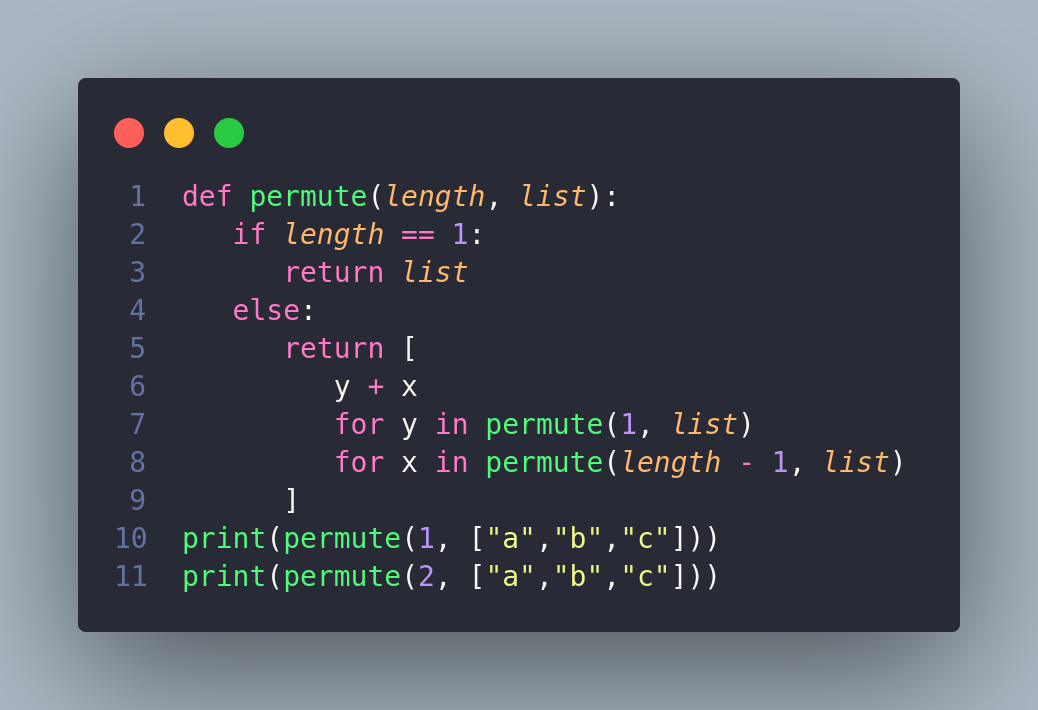 1 def permute(length, list):
2    if length == 1:
3       return list
4    else:
5       return [
6          y + x
7          for y in permute(1, list)
8          for x in permute(length - 1, list)
9       ]
10 print(permute(1, ["a","b","c"]))
11 print(permute(2, ["a","b","c"]))